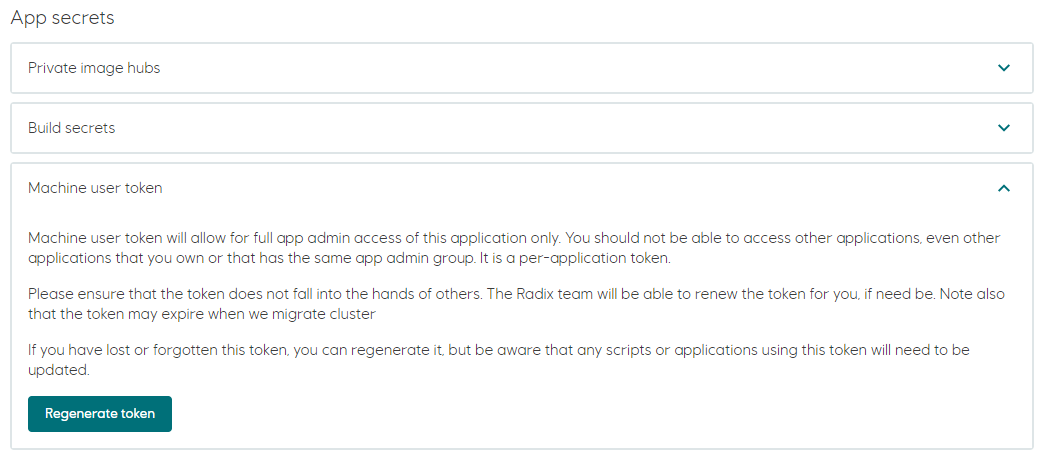 App secrets
Private image hubs
Build secrets
Machine user token
Machine user token will allow for full app admin access of this application only. You should not be able to access other applications, even other
applications that you own or that has the same app admin group. It is a per-application token.
Please ensure that the token does not fall into the hands of others. The Radix team will be able to renew the token for you, if need be. Note also
that the token may expire when we migrate cluster
If you have lost or forgotten this token, you can regenerate it, but be aware that any scripts or applications using this token will need to be
updated.
Regenerate token